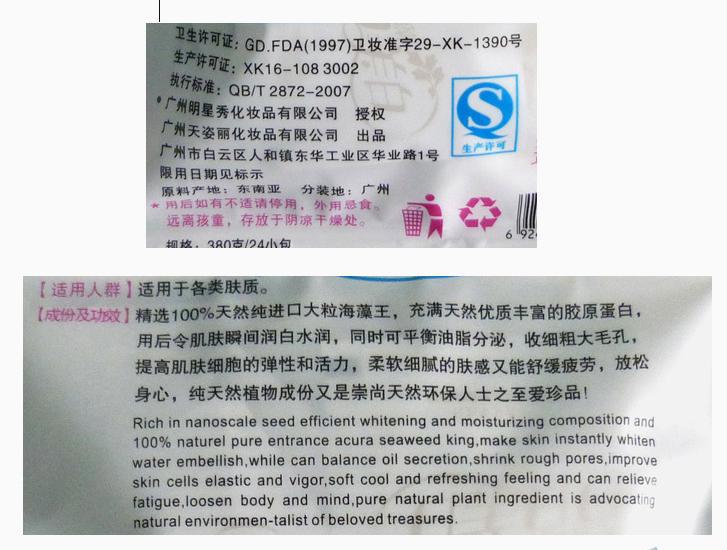 卫生许可证: GD.FDA(1997)卫妆准字29-XK-1390号
生产许可证: XK16-108 3002
执行标准: QB/T 2872-2007
广州明星秀化妆品有限公司 授权
广州天姿丽化妆品有限公司 出品
广州市白云区人和镇东华工业区华业路1号
限用日期见标示
原料产地: 东南亚 分装地: 广州
* 用后如有不适请停用，外用忌食。
远离孩童，存放于阴凉干燥处。
规格: 380克/24小包
生产许可
6 924
【适用人群】适用于各类肤质。
【成份及功效】精选100%天然纯进口大粒海藻王，充满天然优质丰富的胶原蛋白，
用后令肌肤瞬间润白水润，同时可平衡油脂分泌，收细粗大毛孔，
提高肌肤细胞的弹性和活力，柔软细腻的肤感又能舒缓疲劳，放松
身心，纯天然植物成份又是崇尚天然环保人士之至爱珍品!
Rich in nanoscale seed efficient whitening and moisturizing composition and
100% naturel pure entrance acura seaweed king,make skin instantly whiten
water embellish,while can balance oil secretion,shrink rough pores,improve
skin cells elastic and vigor,soft cool and refreshing feeling and can relieve
fatigue,loosen body and mind,pure natural plant ingredient is advocating
natural environmen-talist of beloved treasures.